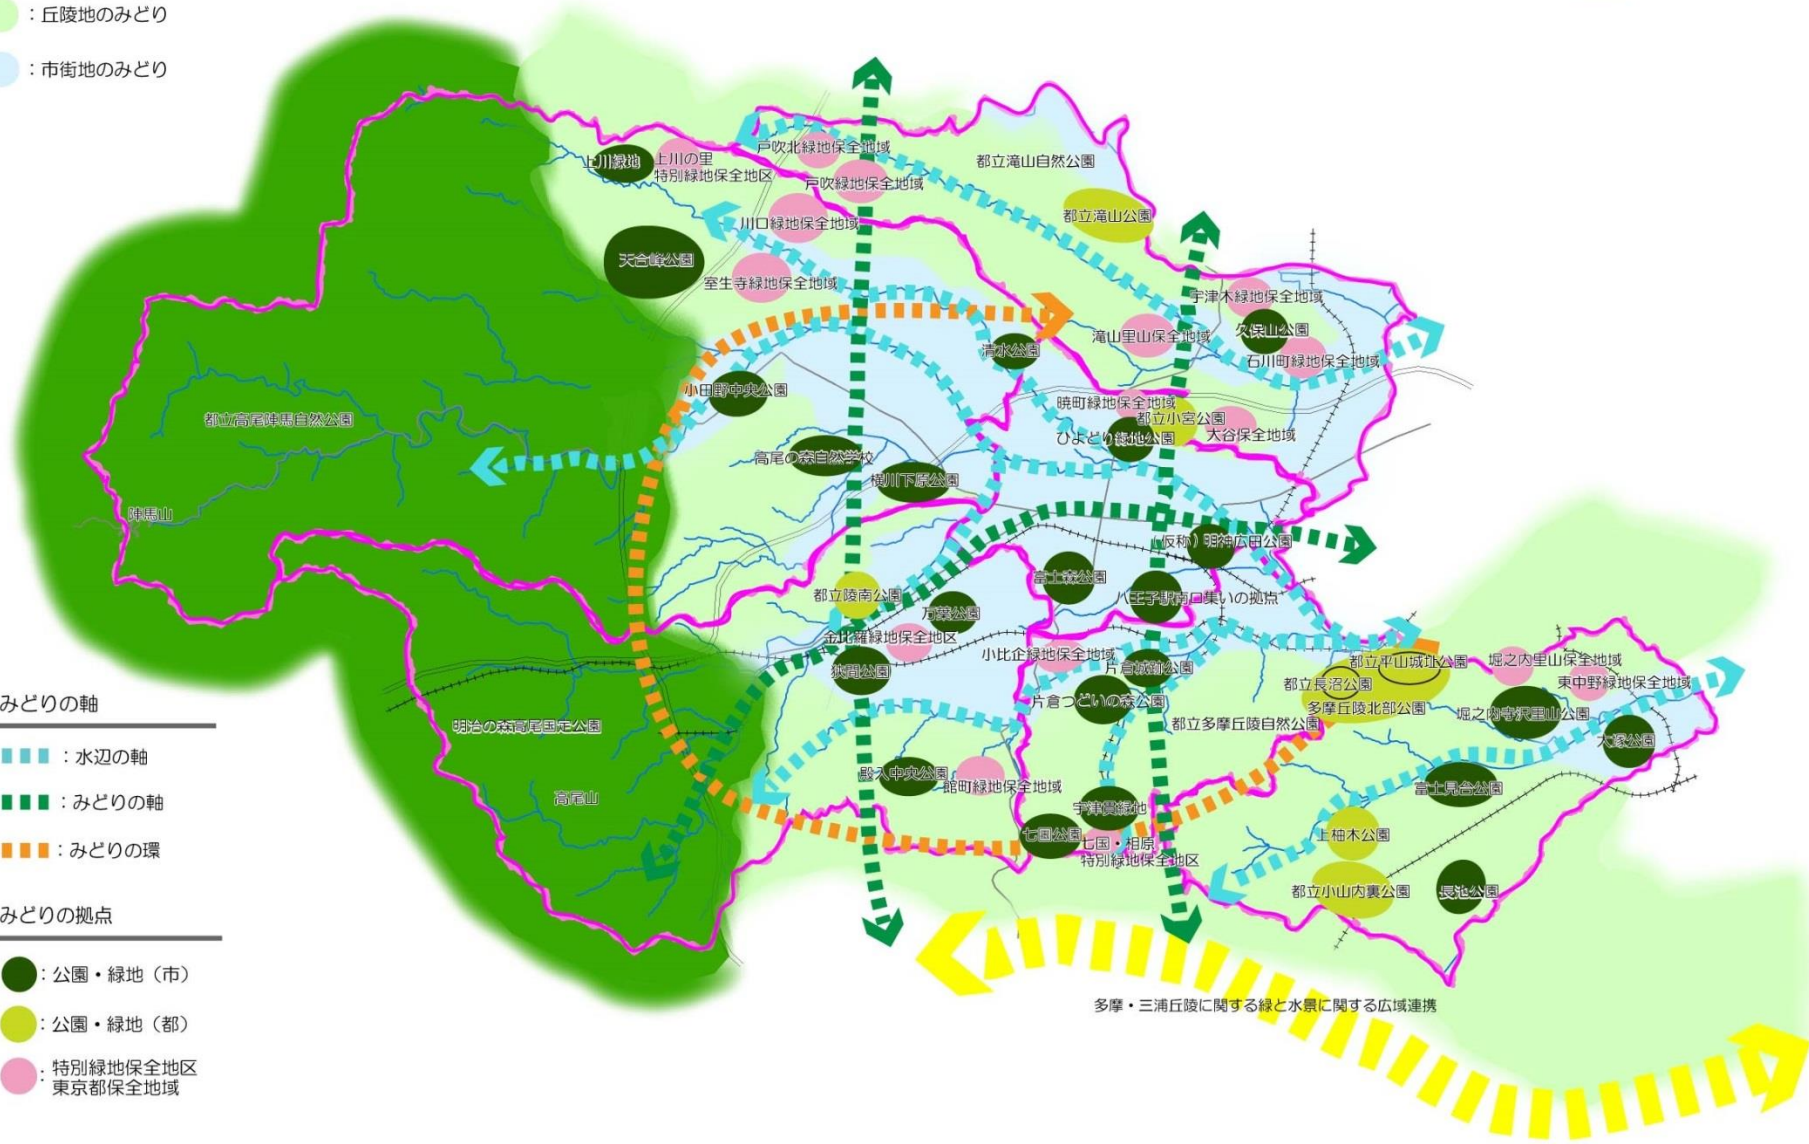 ：丘陵地のみどり
：市街地のみどり
みどりの軸
：水辺の軸
：みどりの軸
：みどりの環
みどりの拠点
：公園・緑地（市）
：公園・緑地（都）
：特別緑地保全地区
東京都保全地域
上川緑地
上川の里
特別緑地保全地区
戸吹北緑地保全地域
戸吹緑地保全地域
都立滝山自然公園
都立滝山公園
川口緑地保全地域
天合峰公園
室生寺緑地保全地域
宇津木緑地保全地域
久保山公園
滝山里山保全地域
石川町緑地保全地域
清水公園
小田野中央公園
暁町緑地保全地域
都立小宮公園
ひよどり緑地公園
大谷保全地域
都立高尾陣馬自然公園
高尾の森自然学校
横川下原公園
陣馬山
（仮称）明神広田公園
富士森公園
八王子駅南口集いの拠点
都立陵南公園
万葉公園
金比羅緑地保全地区
狭間公園
小比企緑地保全地域
片倉城跡公園
片倉つどいの森公園
都立平山城址公園
都立長沼公園
多摩丘陵北部公園
都立多摩丘陵自然公園
堀之内里山保全地域
東中野緑地保全地域
堀之内寺沢里山公園
大塚公園
明治の森高尾国定公園
高尾山
殿入中央公園
館町緑地保全地域
富士見台公園
宇津貫緑地
七国公園
七国・相原
特別緑地保全地区
上柚木公園
都立小山内裏公園
長池公園
多摩・三浦丘陵に関する緑と水景に関する広域連携